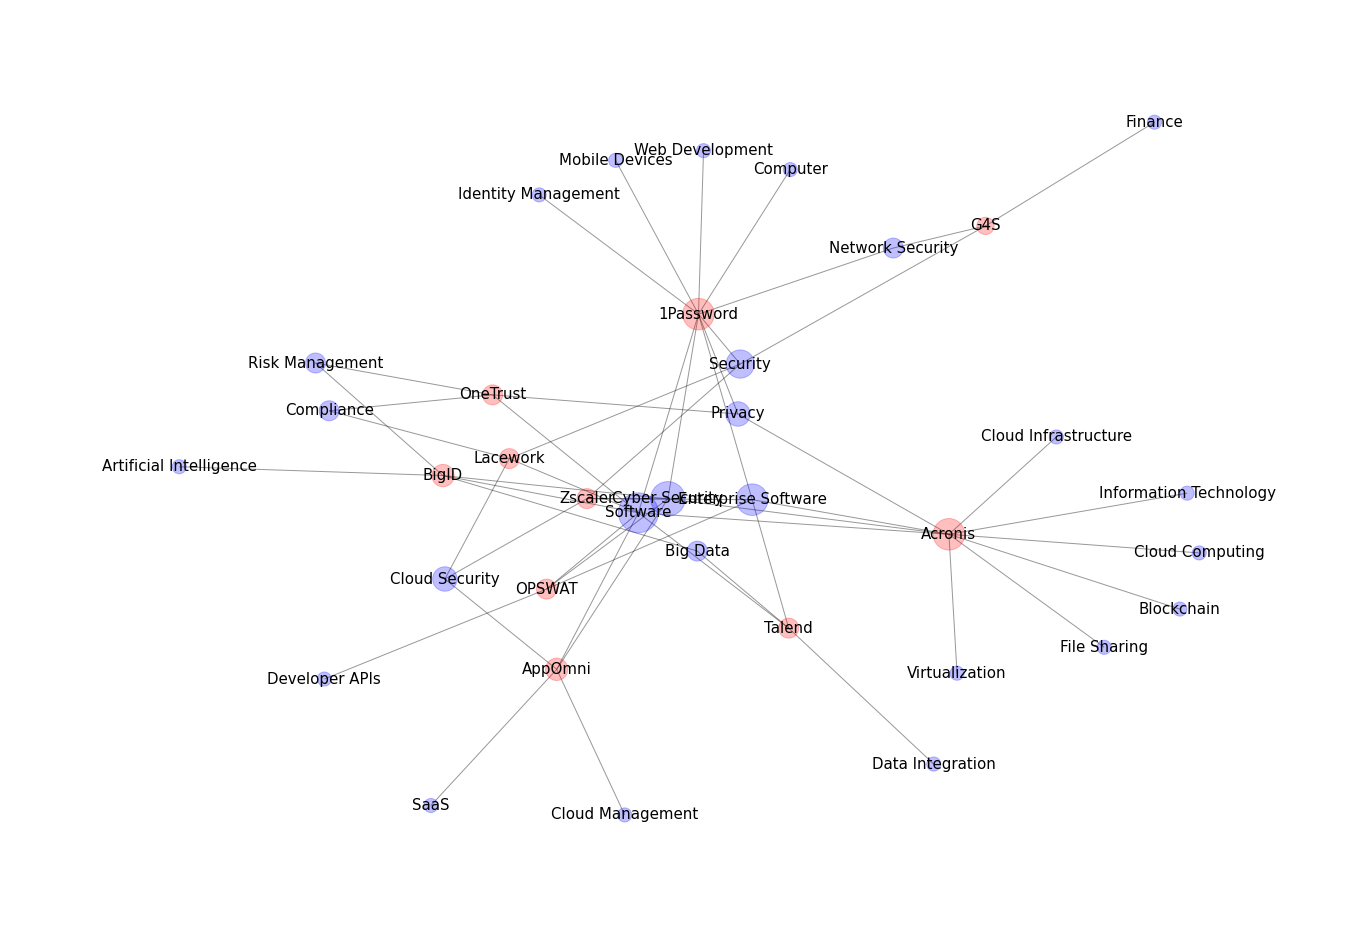 Finance
Web Development
Mobile Devices
Computer
Identity Management
G4S
Network Security
1Password
Risk Management
Security
OneTrust
Compliance
Privacy
Cloud Infrastructure
Lacework
Artificial Intelligence
BigID
Information Technology
Zscaler
Cyber Security
Enterprise Software
Software
Acronis
Big Data
Cloud Computing
Cloud Security
OPSWAT
Blockchain
Talend
File Sharing
AppOmni
Virtualization
Developer APIs
Data Integration
SaaS
Cloud Management